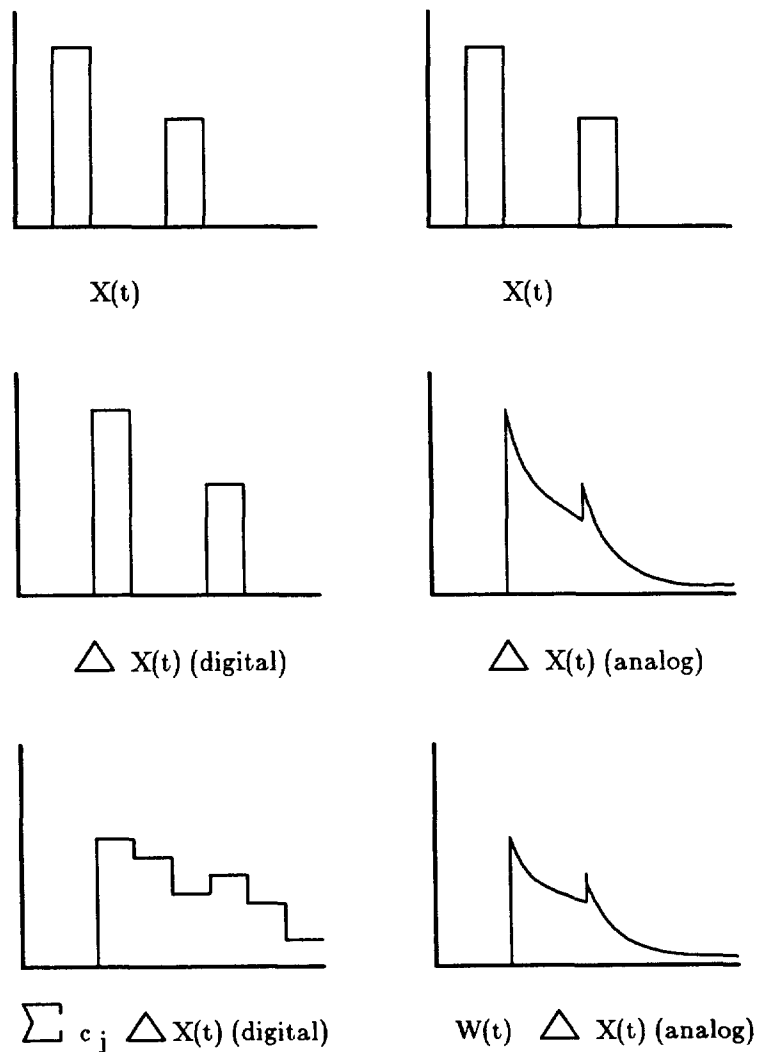 X(t)
X(t)
△ X(t) (digital)
△ X(t) (analog)
∑ c j △ X(t) (digital)
W(t) △ X(t) (analog)